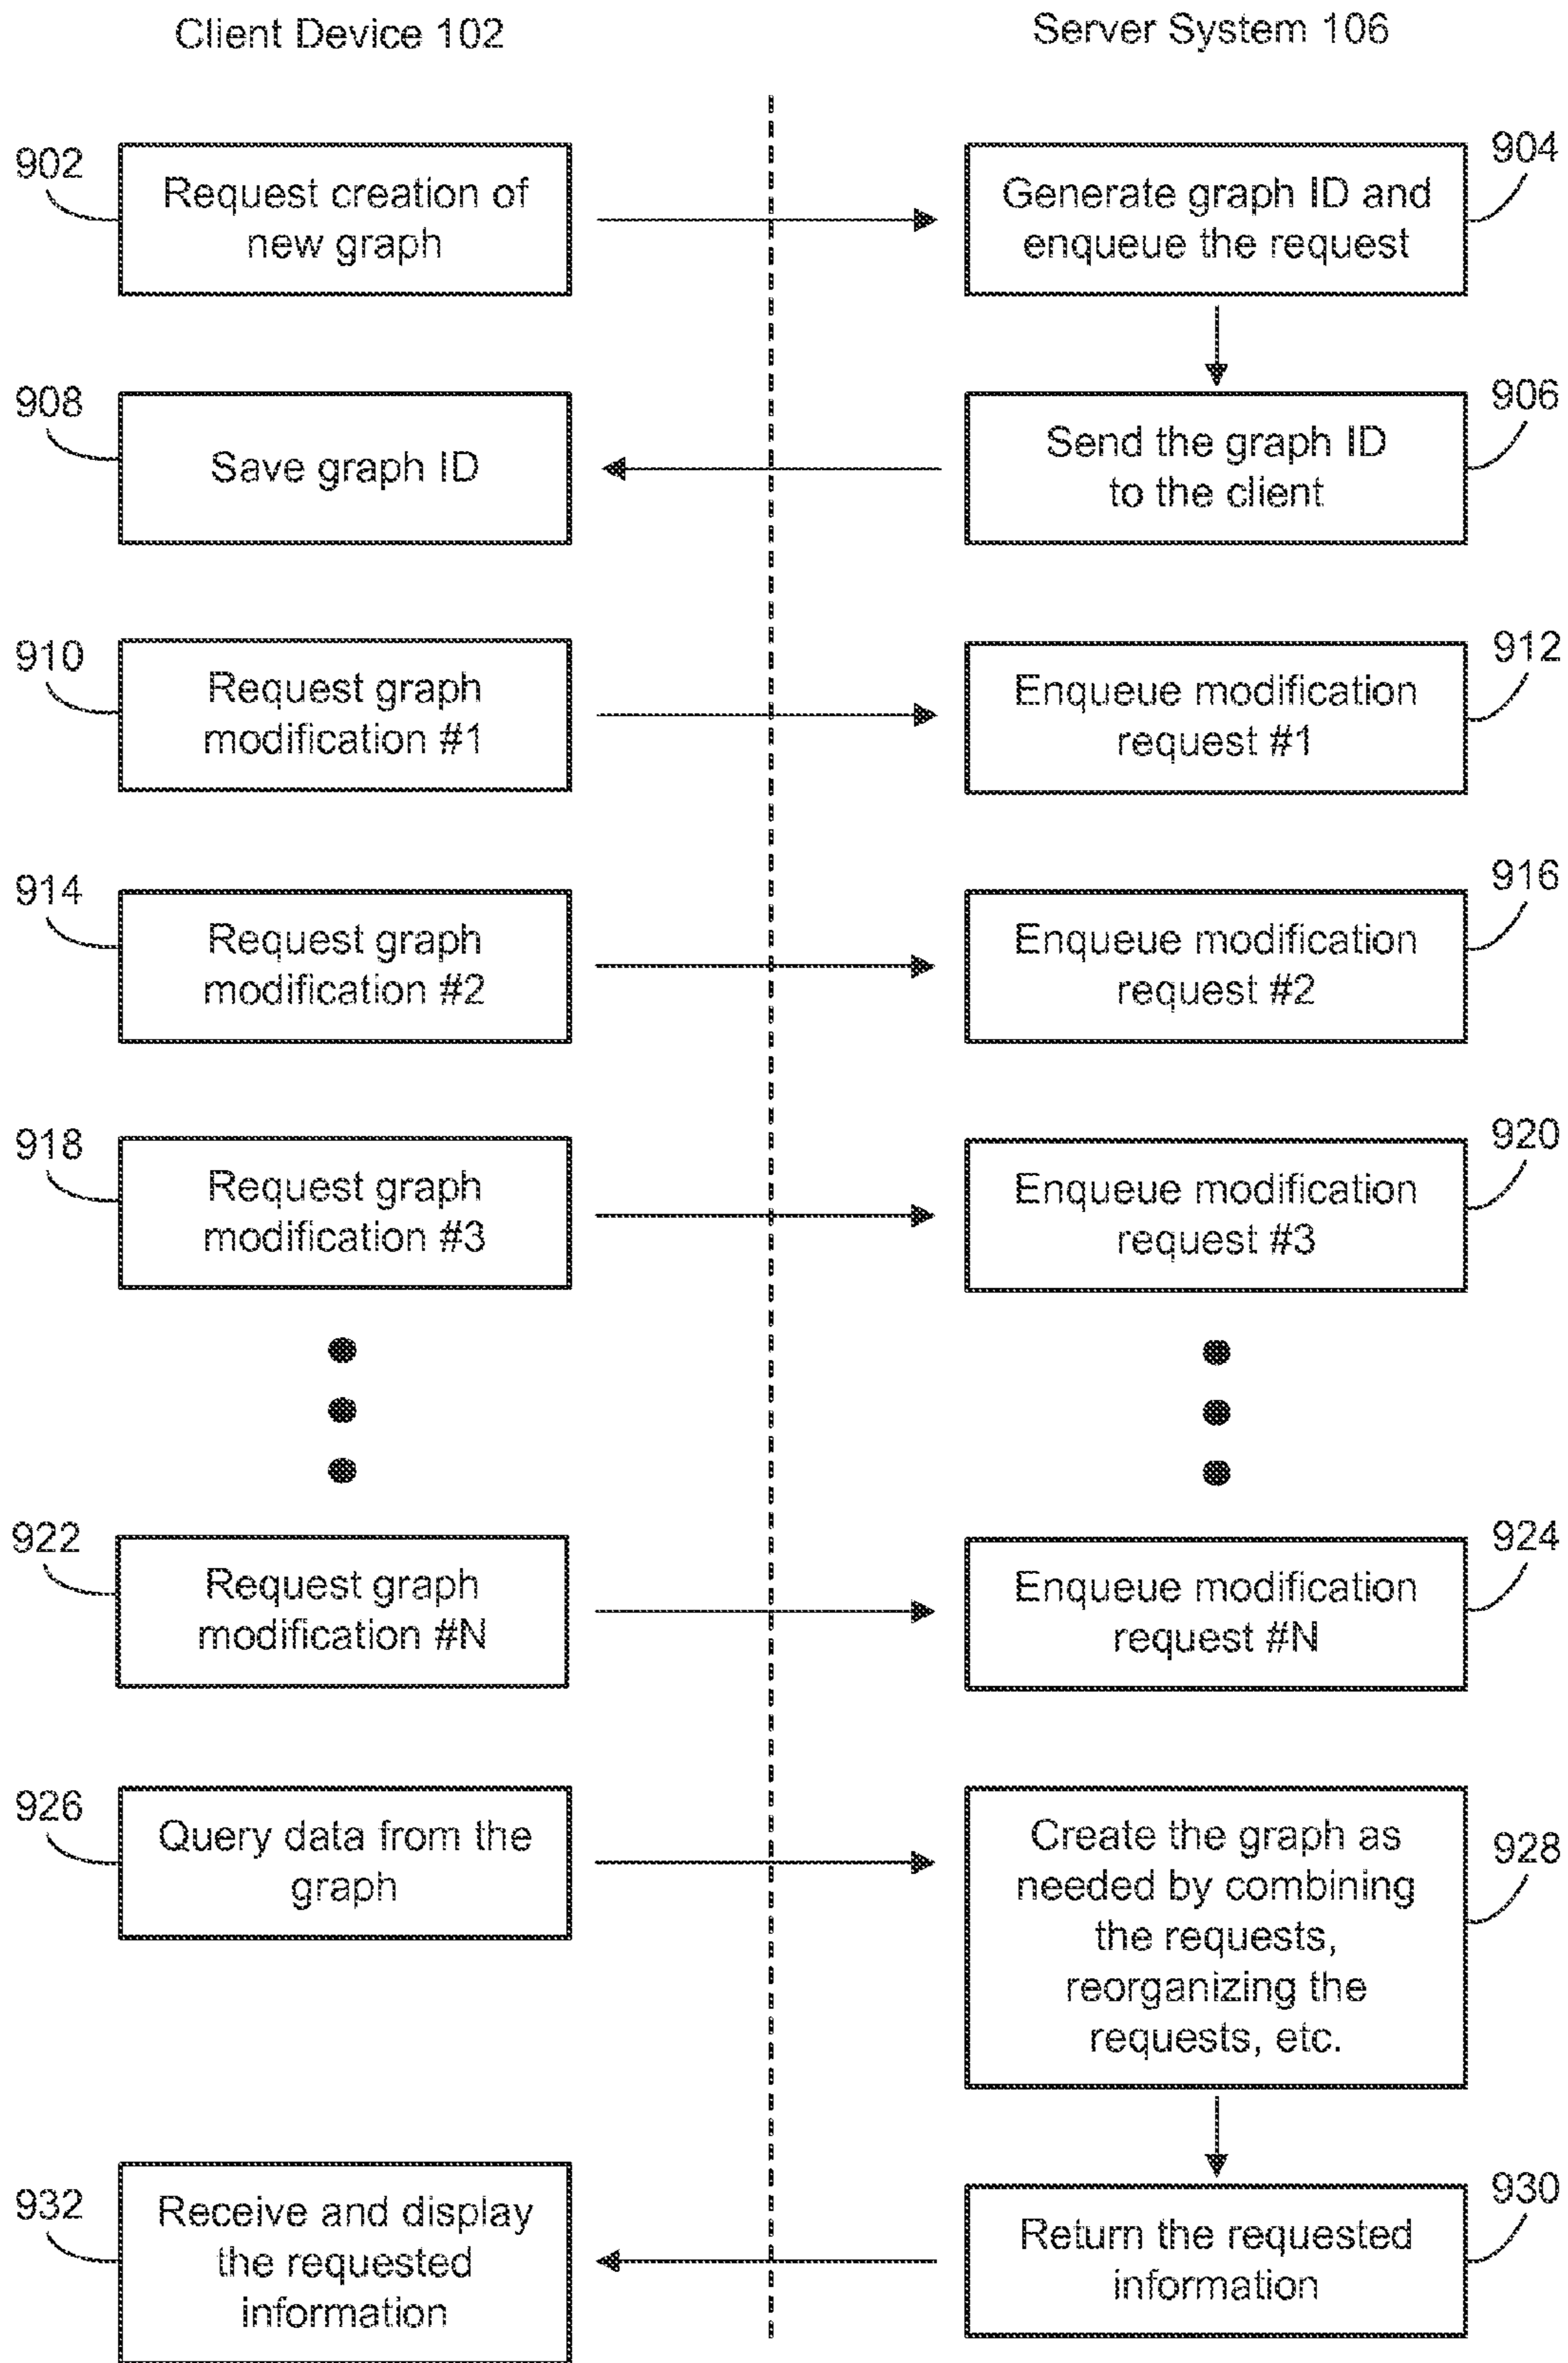 Client Device 102
Server System 106
902
Request creation of
new graph
904
Generate graph ID and
enqueue the request
908
Save graph ID
906
Send the graph ID
to the client
910
Request graph
modification #1
912
Enqueue modification
request #1
914
Request graph
modification #2
916
Enqueue modification
request #2
918
Request graph
modification #3
920
Enqueue modification
request #3
922
Request graph
modification #N
924
Enqueue modification
request #N
926
Query data from the
graph
928
Create the graph as
needed by combining
the requests,
reorganizing the
requests, etc.
932
Receive and display
the requested
information
930
Return the requested
information